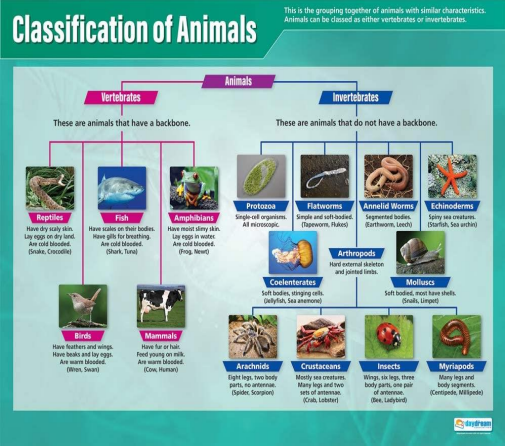 Classification of Animals
This is the grouping together of animals with similar characteristics.
Animals can be classed as either vertebrates or invertebrates.
Animals
Vertebrates
These are animals that have a backbone.
Reptiles
Have dry scaly skin.
Lay eggs on dry land.
Are cold blooded.
(Snake, Crocodile)
Fish
Have scales on their bodies.
Have gills for breathing.
Are cold blooded.
(Shark, Tuna)
Amphibians
Have moist slimy skin.
Lay eggs in water.
Are cold blooded.
(Frog, Newt)
Birds
Have feathers and wings.
Have beaks and lay eggs.
Are warm blooded.
(Wren, Swan)
Mammals
Have fur or hair.
Feed young on milk.
Are warm blooded.
(Cow, Human)
Invertebrates
These are animals that do not have a backbone.
Protozoa
Single-cell organisms.
All microscopic.
Flatworms
Simple and soft-bodied.
(Tapeworm, Flukes)
Annelid Worms
Segmented bodies.
(Earthworm, Leech)
Echinoderms
Spiny sea creatures.
(Starfish, Sea urchin)
Coelenterates
Soft bodies, stinging cells.
(Jellyfish, Sea anemone)
Arthropods
Hard external skeleton
and jointed limbs.
Molluscs
Soft bodied, most have shells.
(Snails, Limpet)
Arachnids
Eight legs, two body
parts, no antennae.
(Spider, Scorpion)
Crustaceans
Mostly sea creatures.
Many legs and two
sets of antennae.
(Crab, Lobster)
Insects
Wings, six legs, three
body parts, one pair
of antennae.
(Bee, Ladybird)
Myriapods
Many legs and
body segments.
(Centipede, Millipede)
daydream